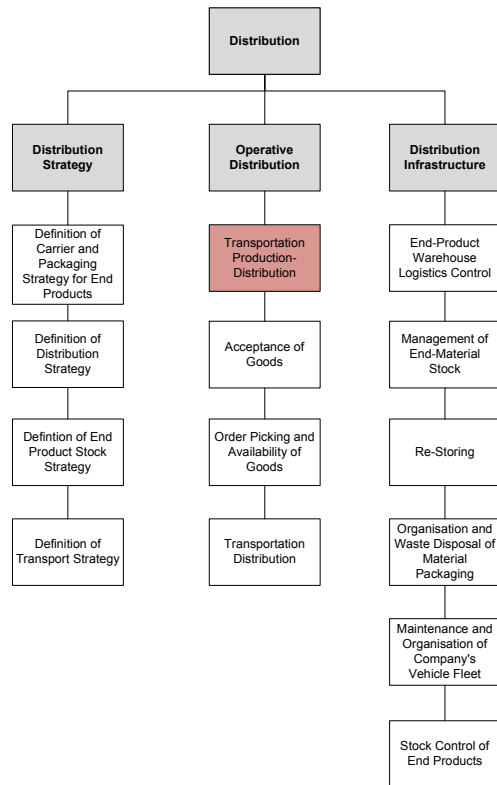 Distribution
Distribution
Strategy
Operative
Distribution
Distribution
Infrastructure
Definition of
Carrier and
Packaging
Strategy for End
Products
Transportation
Production-
Distribution
End-Product
Warehouse
Logistics Control
Definition of
Distribution
Strategy
Acceptance of
Goods
Management of
End-Material
Stock
Defintion of End
Product Stock
Strategy
Order Picking and
Availability of
Goods
Re-Storing
Definition of
Transport Strategy
Transportation
Distribution
Organisation and
Waste Disposal of
Material
Packaging
Maintenance and
Organisation of
Company's
Vehicle Fleet
Stock Control of
End Products